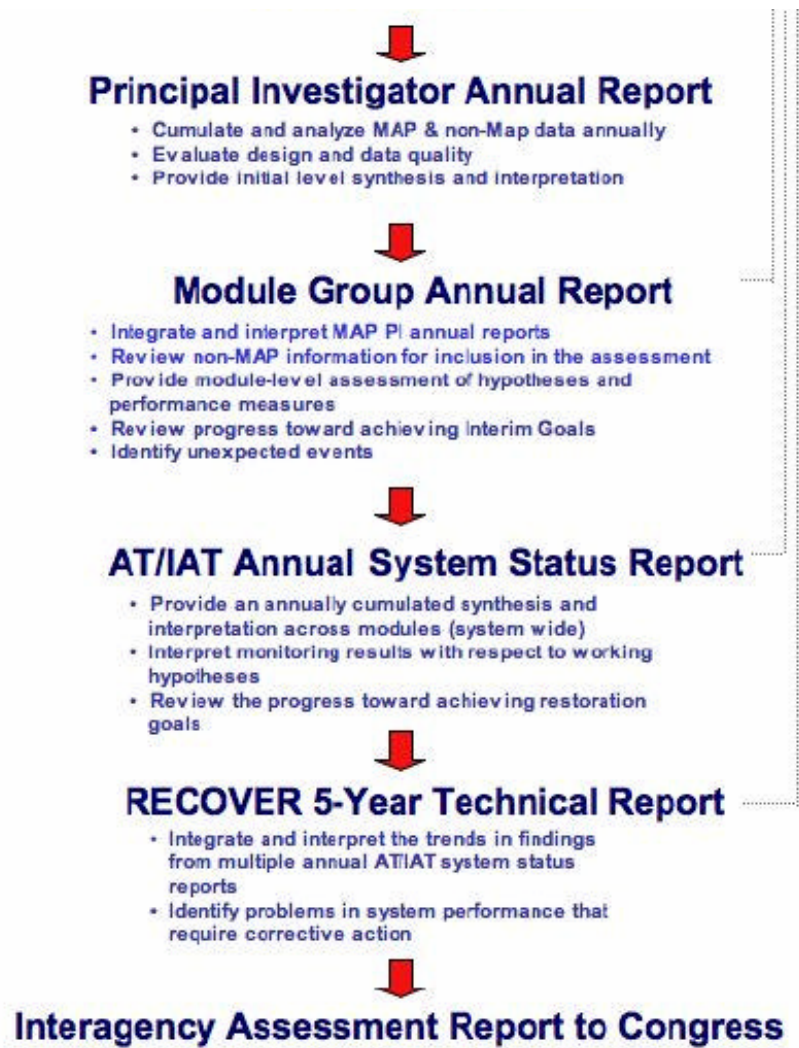 Principal Investigator Annual Report
• Cumulate and analyze MAP & non-Map data annually
• Evaluate design and data quality
• Provide initial level synthesis and interpretation
Module Group Annual Report
• Integrate and interpret MAP PI annual reports
• Review non-MAP information for inclusion in the assessment
• Provide module-level assessment of hypotheses and
performance measures
• Review progress toward achieving Interim Goals
• Identify unexpected events
AT/IAT Annual System Status Report
• Provide an annually cumulated synthesis and
interpretation across modules (system wide)
• Interpret monitoring results with respect to working
hypotheses
• Review the progress toward achieving restoration
goals
RECOVER 5-Year Technical Report
• Integrate and interpret the trends in findings
from multiple annual AT/IAT system status
reports
• Identify problems in system performance that
require corrective action
Interagency Assessment Report to Congress